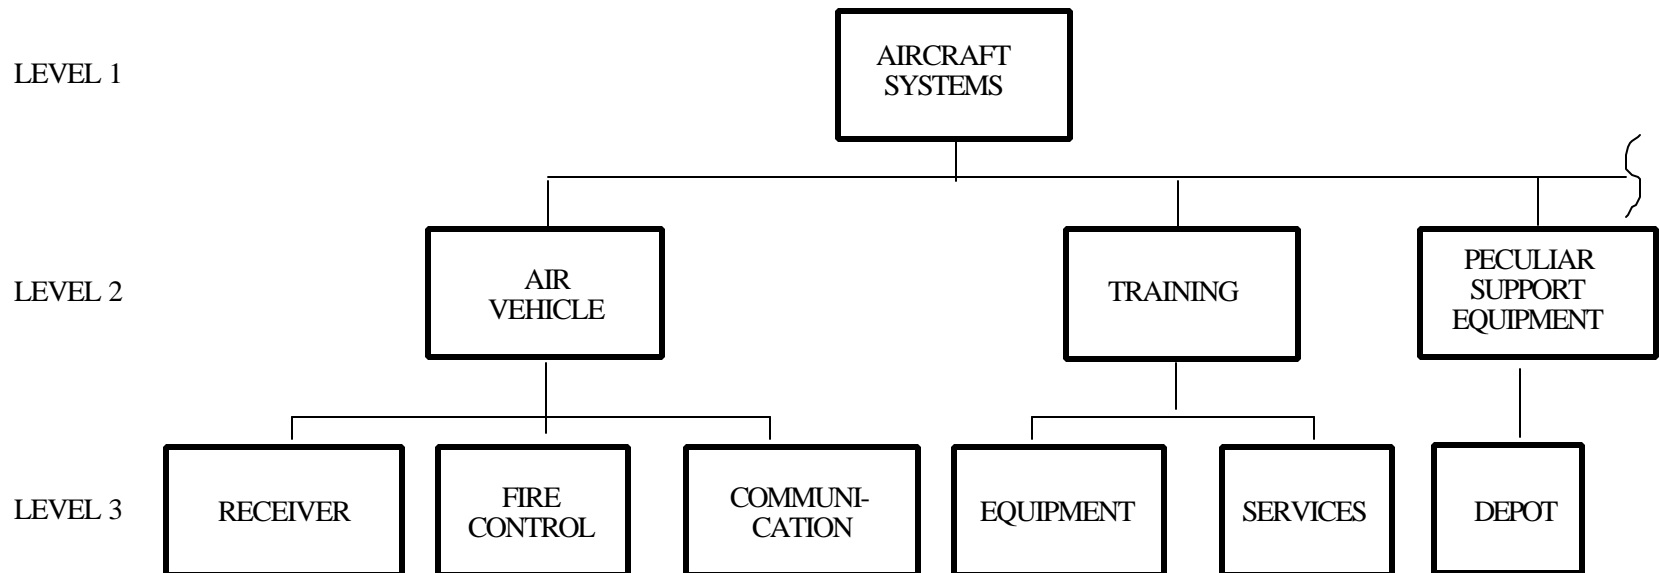 LEVEL 1
AIRCRAFT
SYSTEMS
LEVEL 2
AIR
VEHICLE
TRAINING
PECULIAR
SUPPORT
EQUIPMENT
LEVEL 3
RECEIVER
FIRE
CONTROL
COMMUNI-
CATION
EQUIPMENT
SERVICES
DEPOT